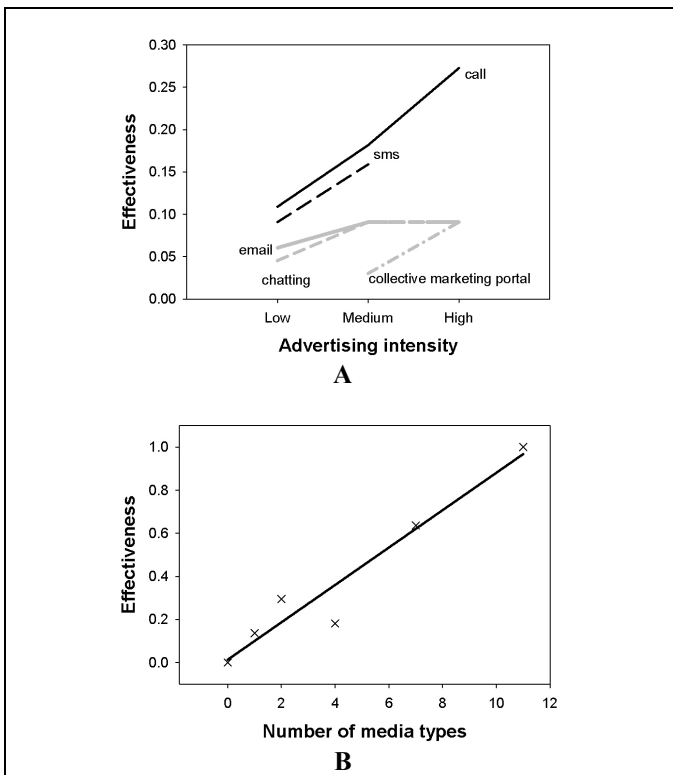 0.30
0.25
0.20
0.15
0.10
0.05
0.00
Effectiveness
call
sms
email
chatting
collective marketing portal
Low Medium High
Advertising intensity
A
1.0
0.8
0.6
0.4
0.2
0.0
Effectiveness
0 2 4 6 8 10 12
Number of media types
B